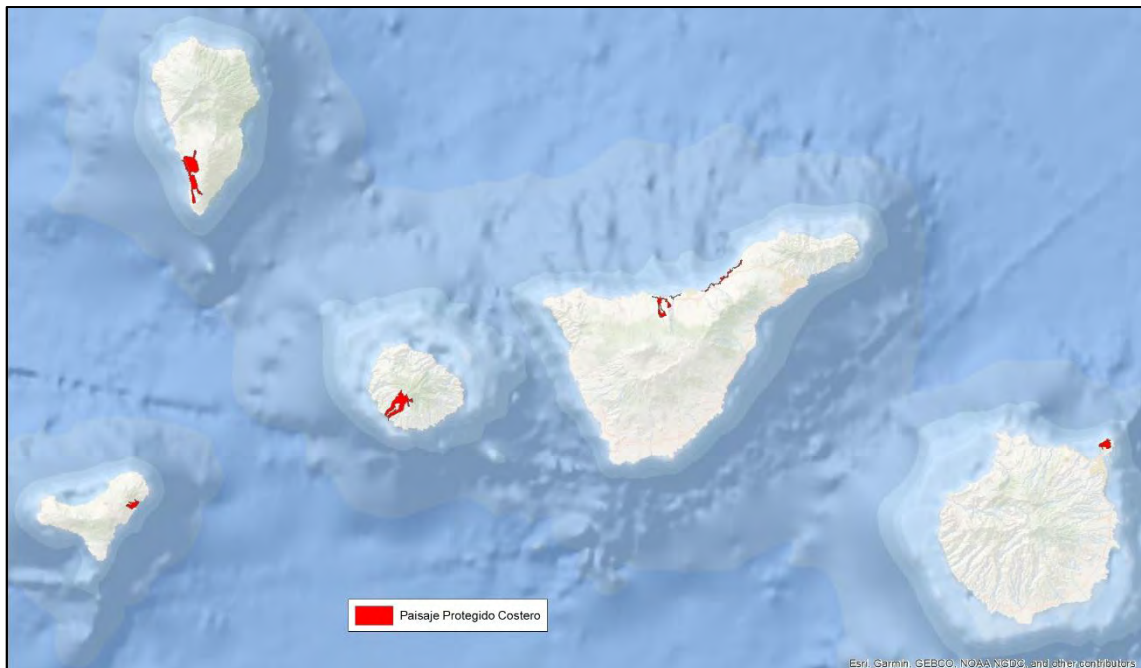 Paisaje Protegido Costero
Esri, Garmin, GEBCO, NOAA NGDC, and other contributors